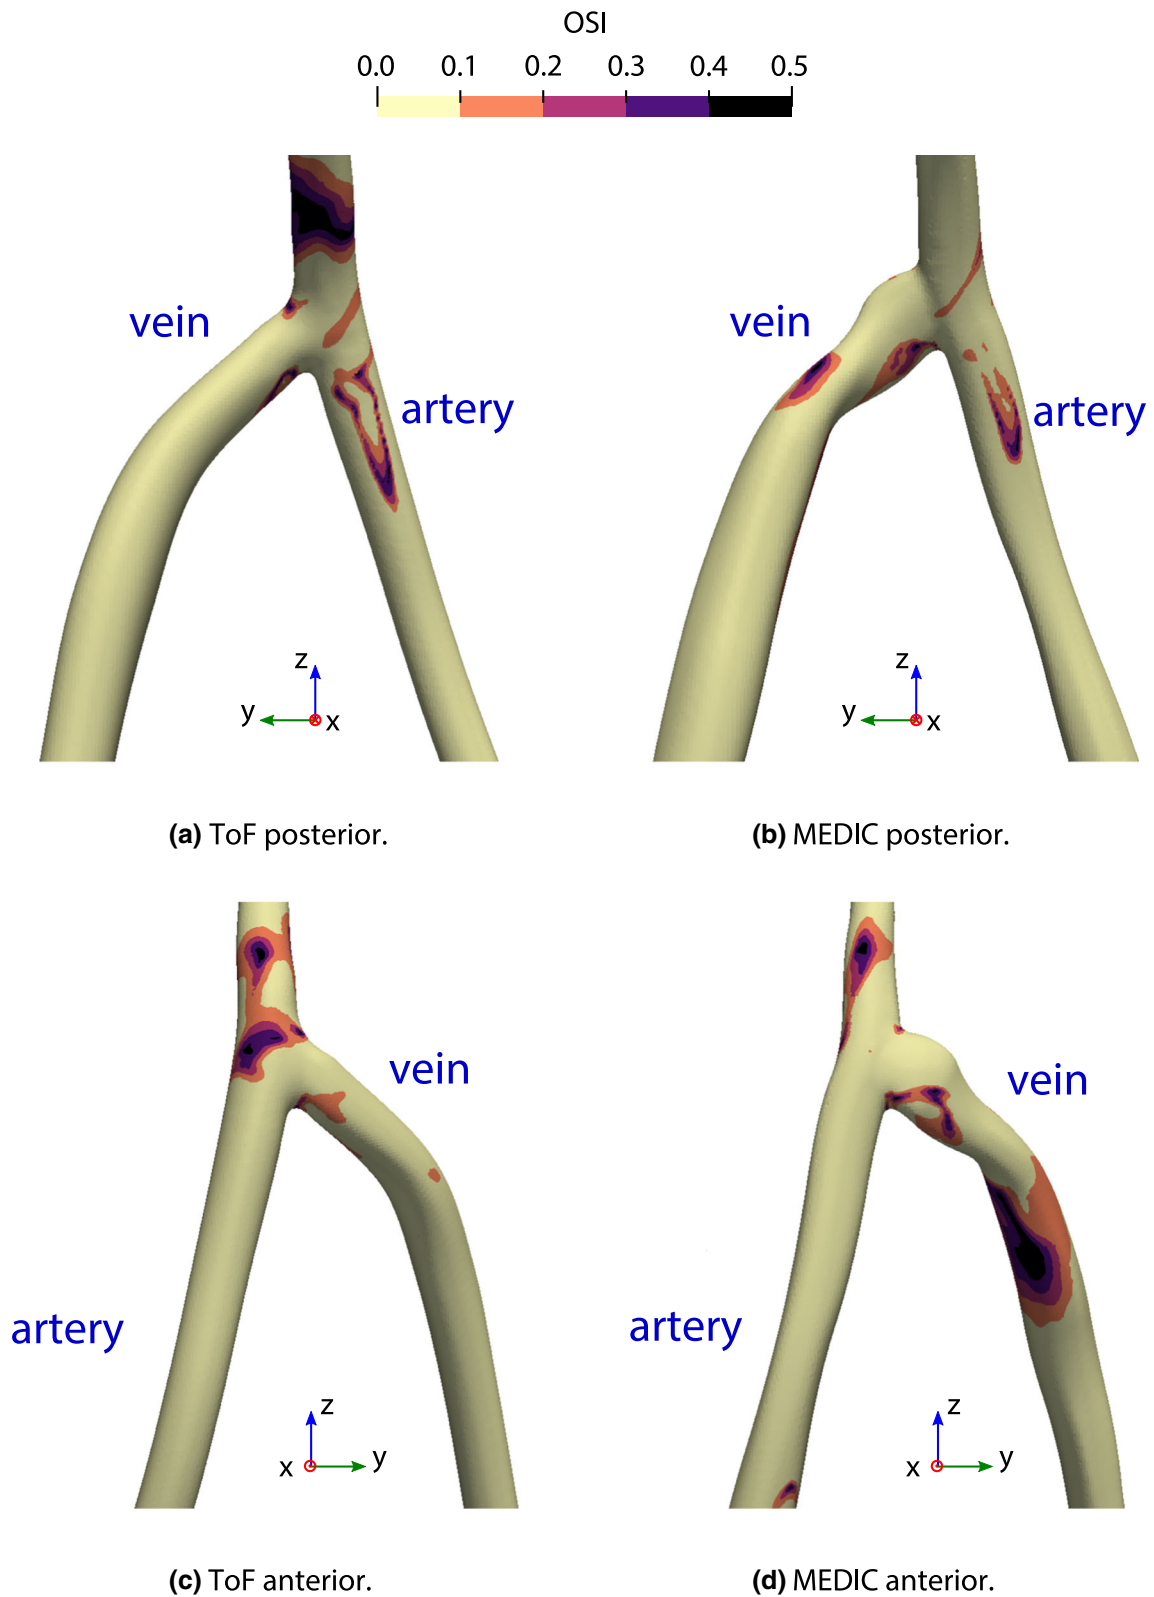 OSI
0.0 0.1 0.2 0.3 0.4 0.5
vein
vein
artery
artery
z
z
y
x
y
x
(a) ToF posterior.
(b) MEDIC posterior.
vein
vein
artery
artery
z
z
x
y
x
y
(c) ToF anterior.
(d) MEDIC anterior.